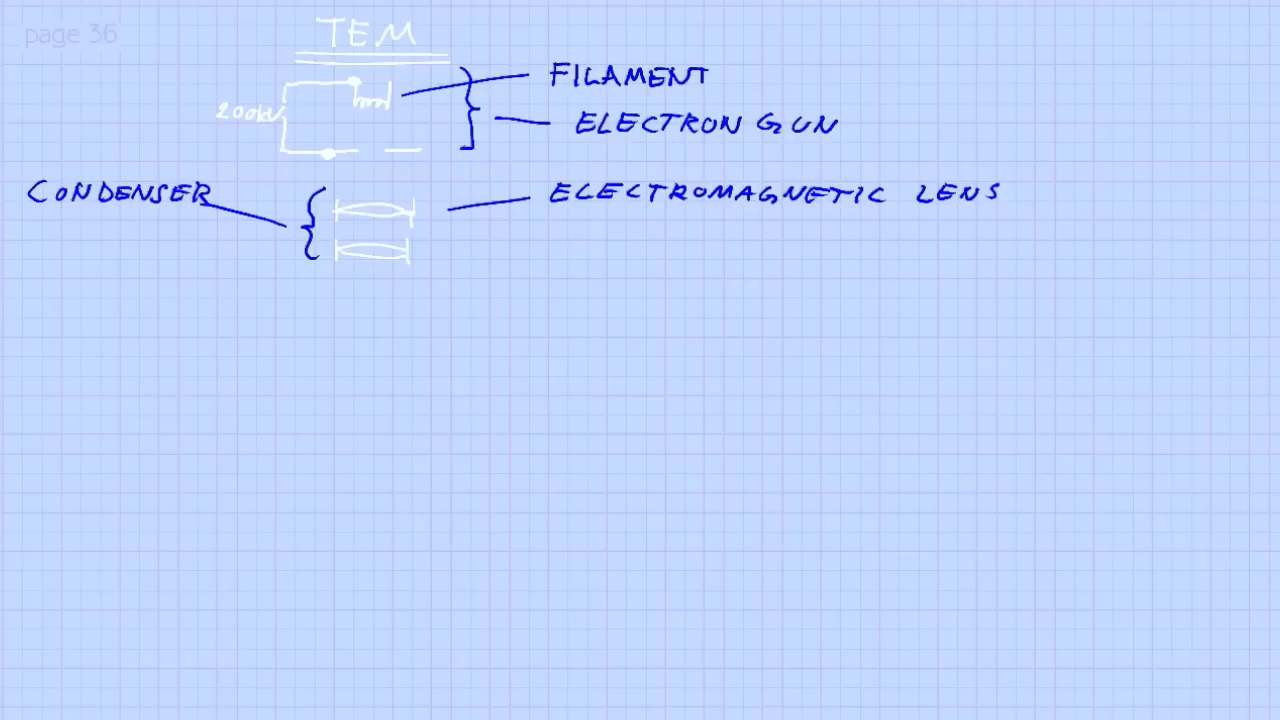 page 36
TEM
FILAMENT
200kV
ELECTRON GUN
CONDENSER
ELECTROMAGNETIC LENS